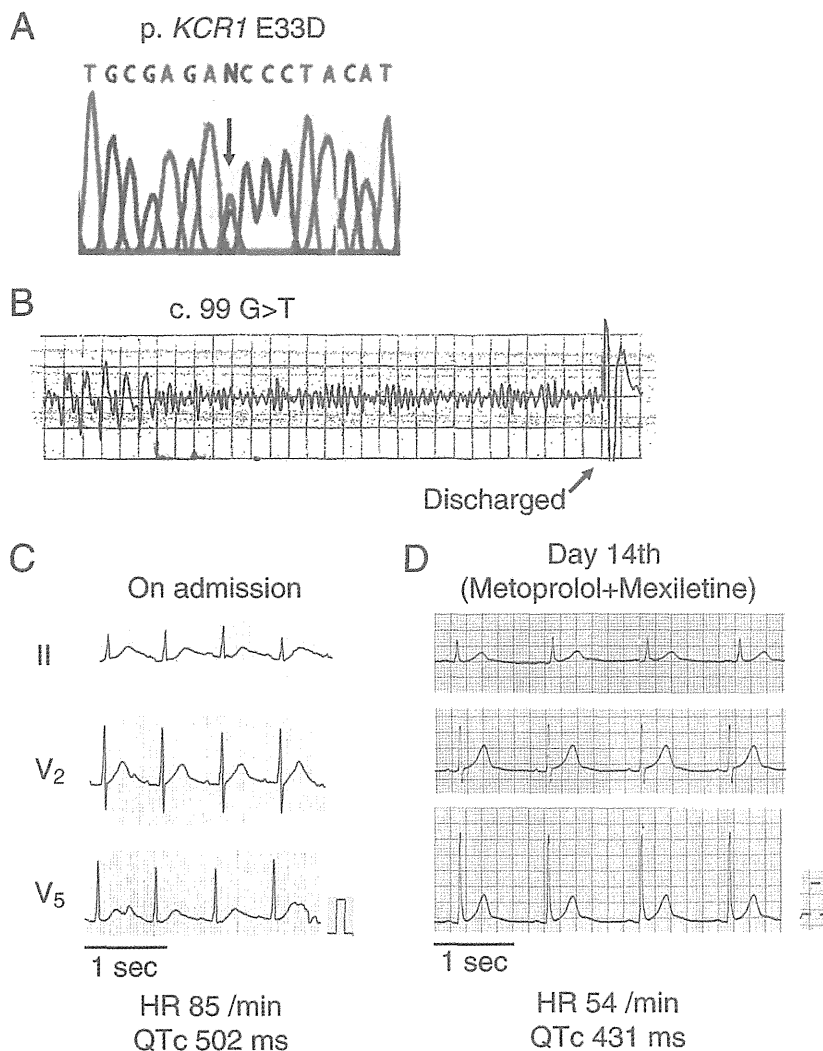 A
p. KCR1 E33D
T G C G A G A N C C C T A C A T
B
c. 99 G>T
Discharged
C
On admission
II
V2
V5
1 sec
HR 85 /min
QTc 502 ms
D
Day 14th
(Metoprolol+Mexiletine)
1 sec
HR 54 /min
QTc 431 ms